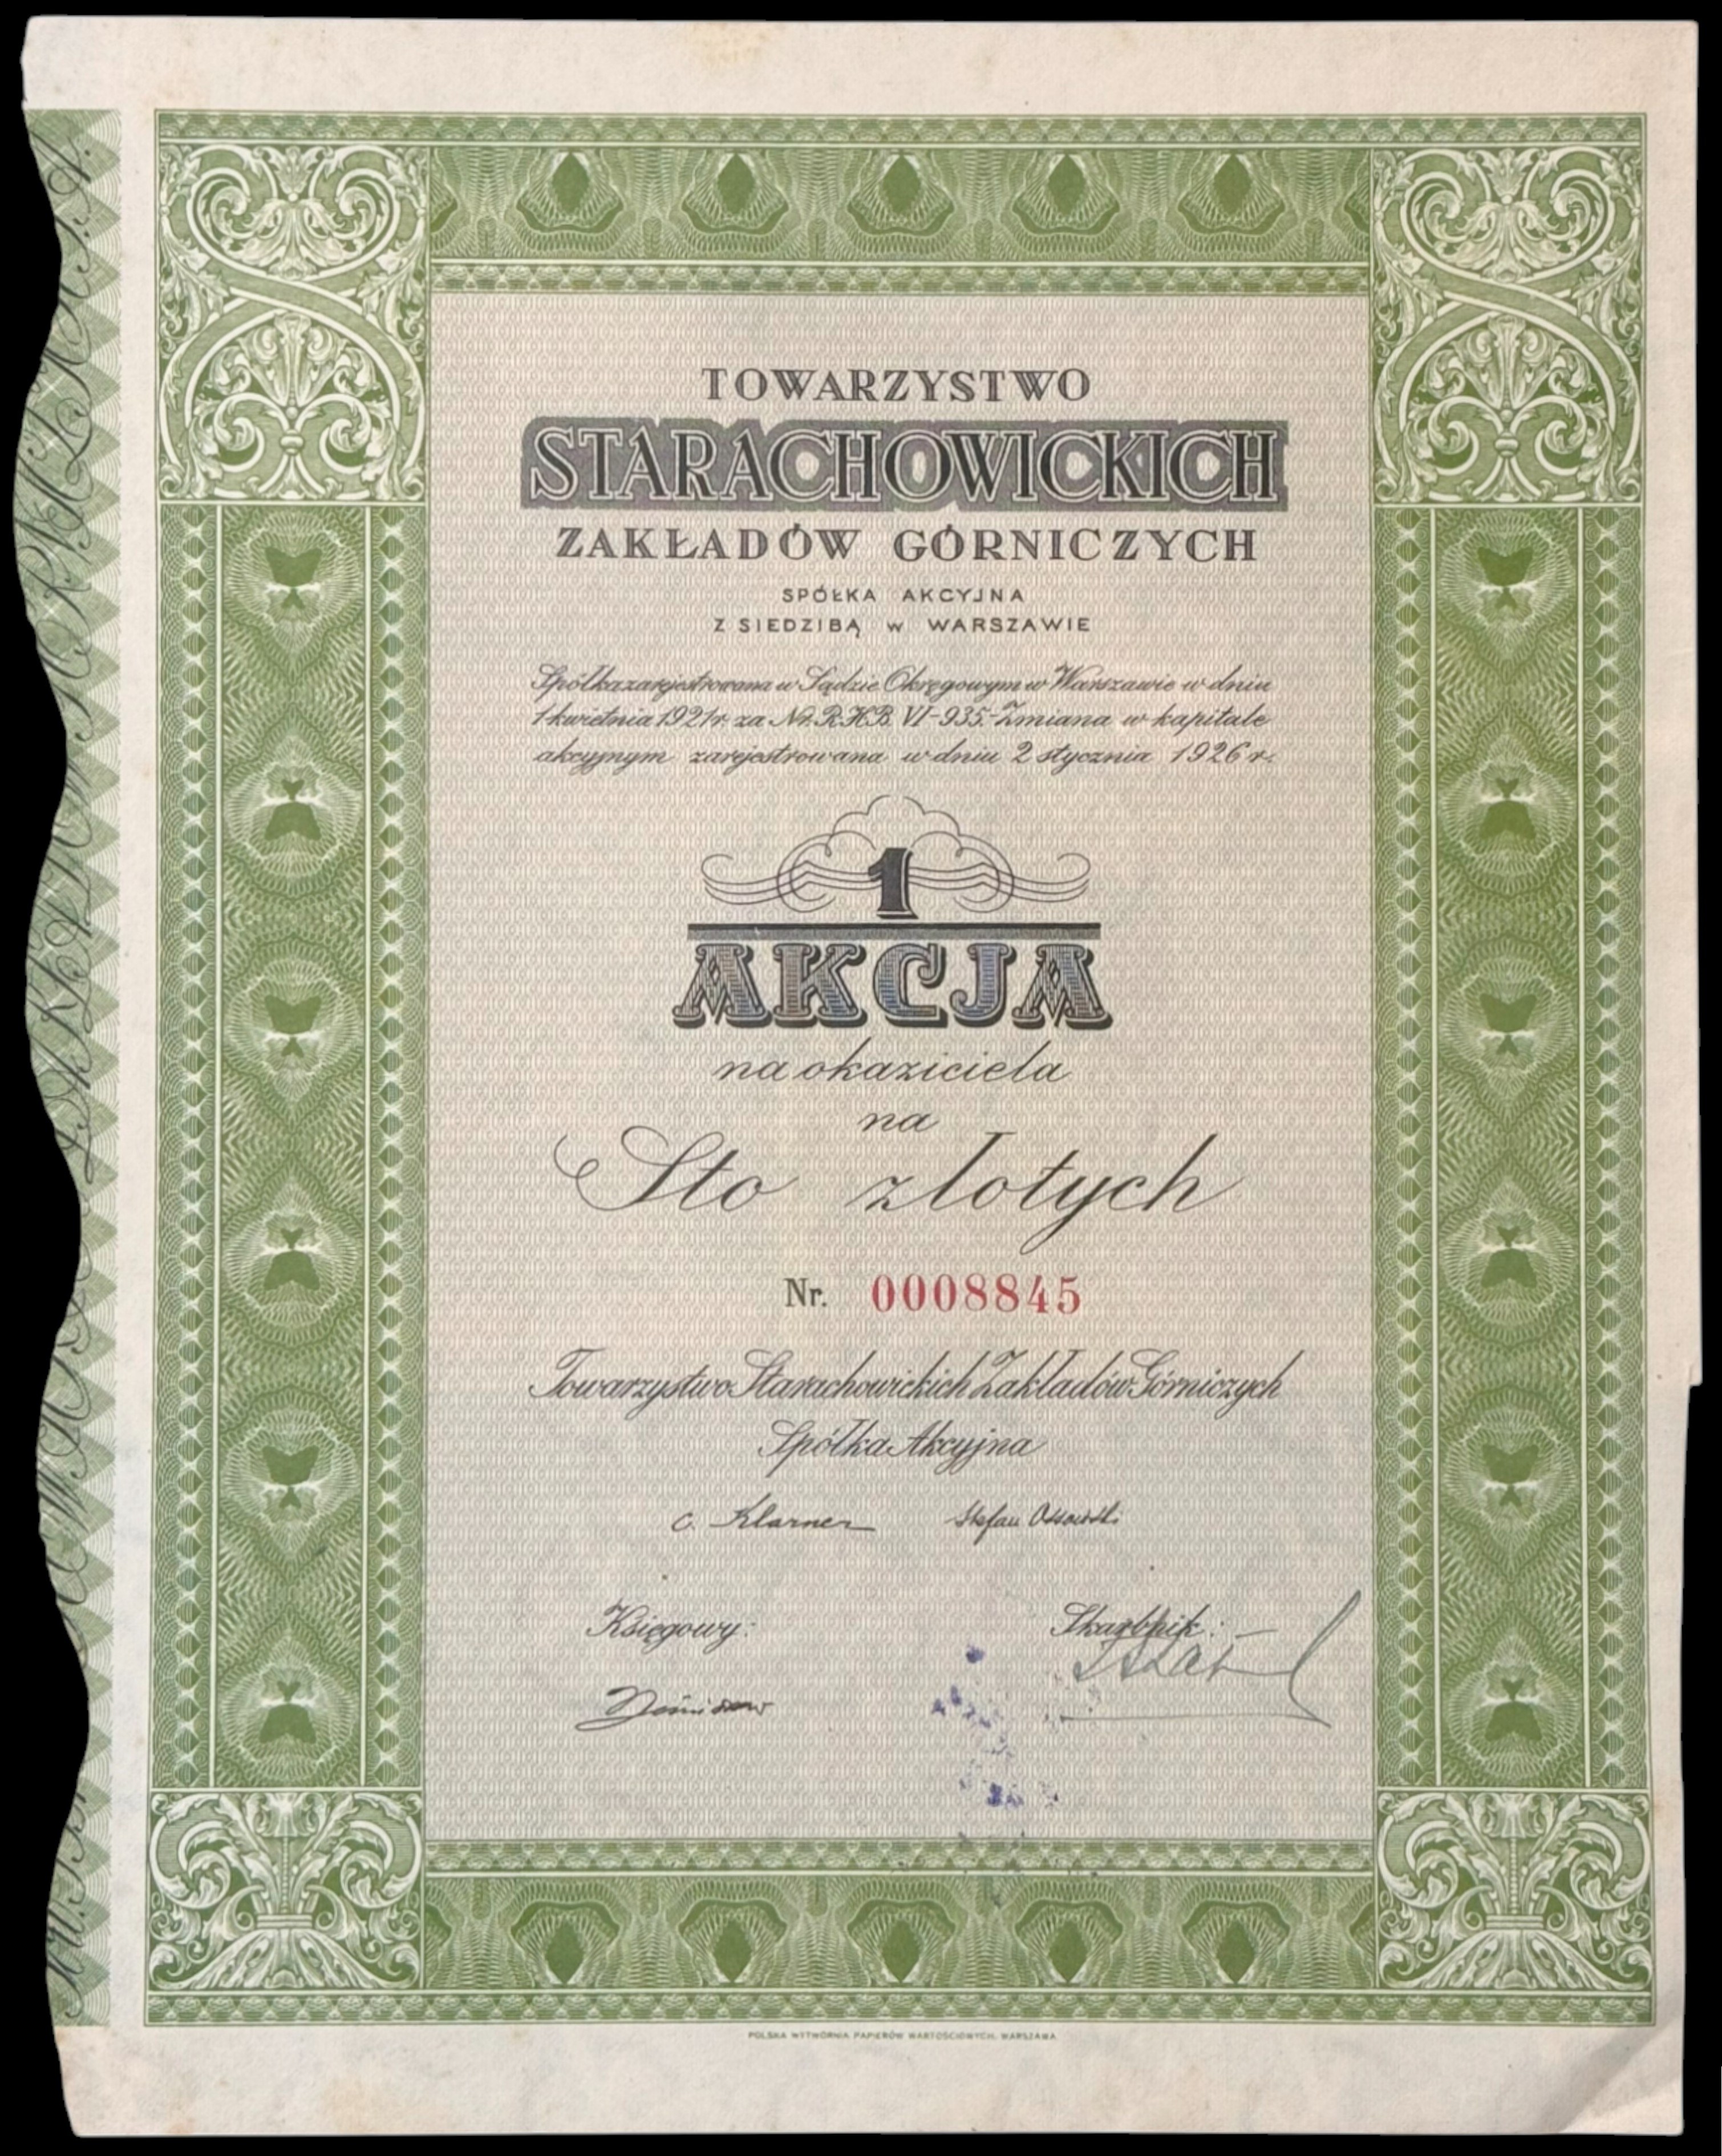 TOWARZYSTWO
STARACHOWICKICH
ZAKŁADÓW GÓRNICZYCH
SPÓŁKA AKCYJNA
Z SIEDZIBĄ w WARSZAWIE
Spółka zarejestrowana w Sądzie Okręgowym w Warszawie w dniu
1 kwietnia 1921 r. za Nr. R.H.B. VI-935.-Zmiana w kapitale
akcyjnym zarejestrowana w dniu 2 stycznia 1926 r.
1
AKCJA
na okaziciela
na
Sto złotych
Nr. 0008845
Towarzystwo Starachowickich Zakładów Górniczych
Spółka Akcyjna
C. Klarner Stefan Ossowski
Księgowy: Skarbnik:
POLSKA WYTWÓRNIA PAPIERÓW WARTOŚCIOWYCH. WARSZAWA